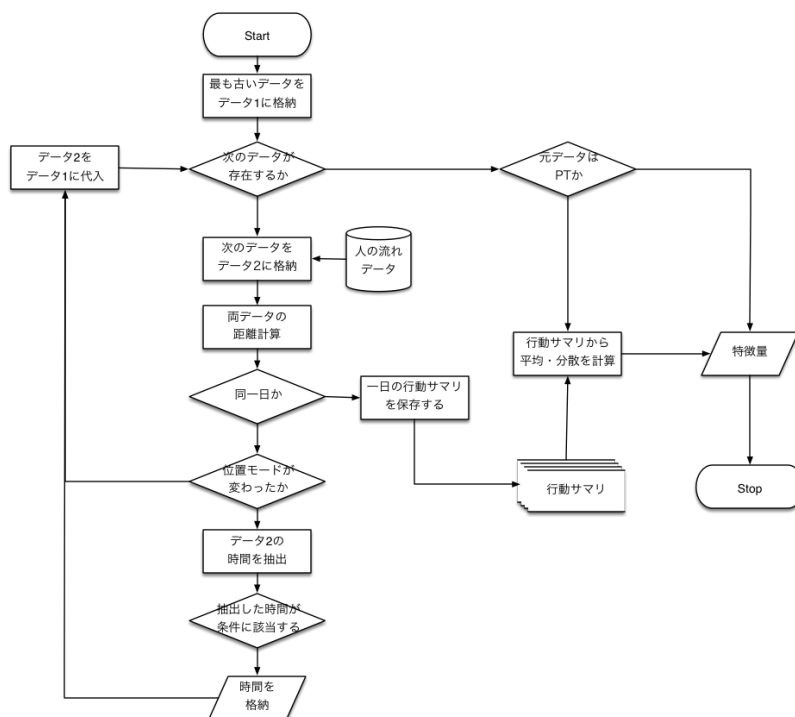 Start
最も古いデータを
データ1に格納
データ2を
データ1に代入
次のデータが
存在するか
元データは
PTか
次のデータを
データ2に格納
人の流れ
データ
両データの
距離計算
行動サマリから
平均・分散を計算
特徴量
同一日か
一日の行動サマリ
を保存する
位置モードが
変わったか
行動サマリ
Stop
データ2の
時間を抽出
抽出した時間が
条件に該当する
時間を
格納